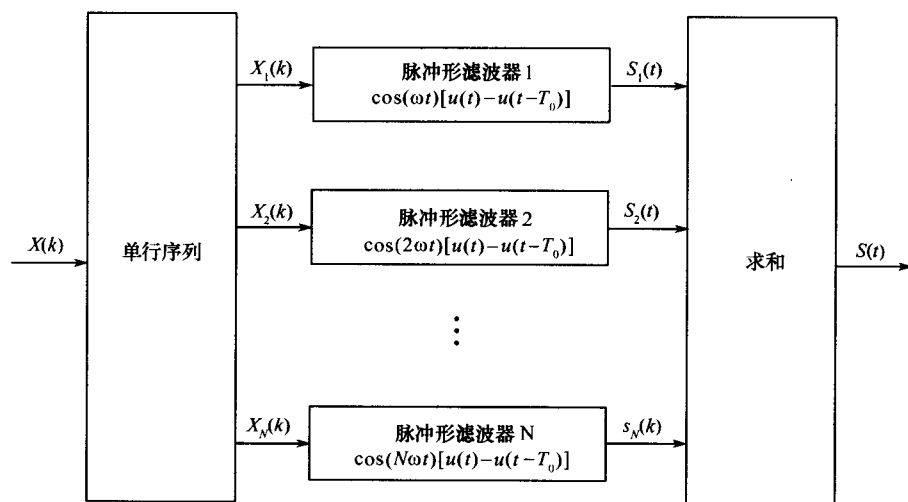 X(k)
单行序列
X₁(k)
脉冲形滤波器 1
cos(ωt)[u(t)−u(t−T₀)]
S₁(t)
X₂(k)
脉冲形滤波器 2
cos(2ωt)[u(t)−u(t−T₀)]
S₂(t)
⋮
X_N(k)
脉冲形滤波器 N
cos(Nωt)[u(t)−u(t−T₀)]
s_N(k)
求和
S(t)